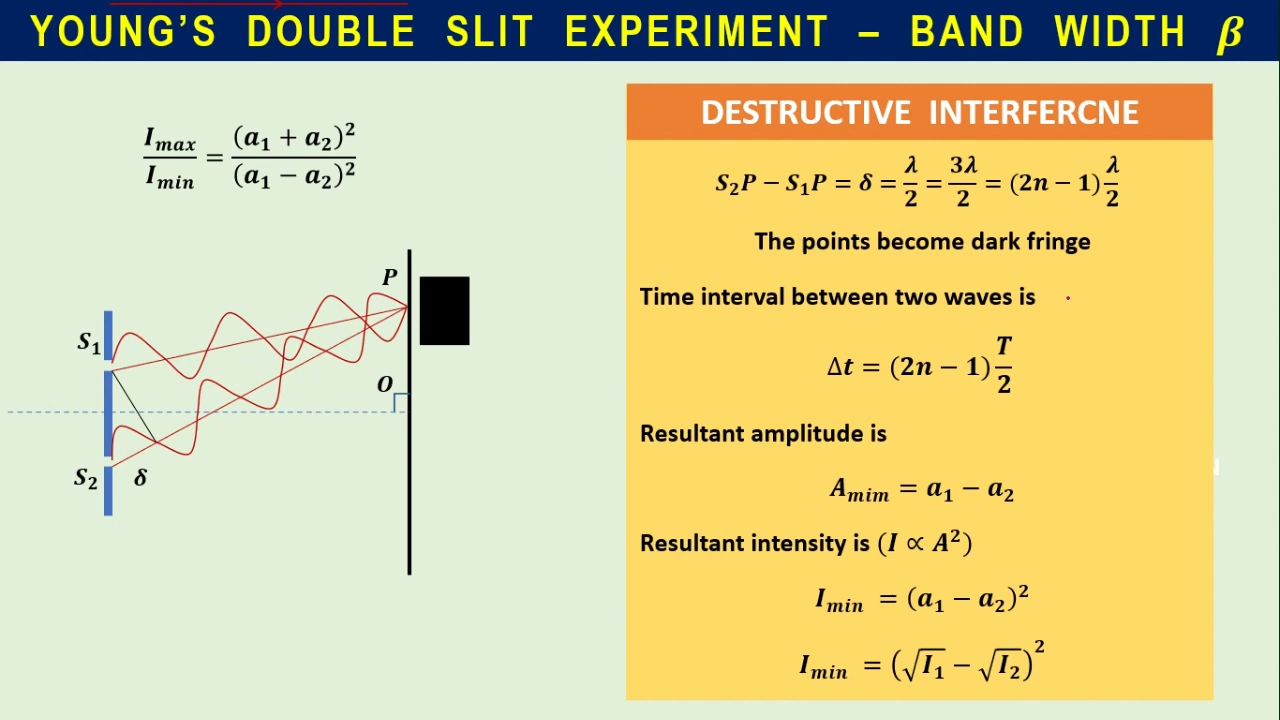 YOUNG'S DOUBLE SLIT EXPERIMENT – BAND WIDTH β
I_max / I_min = (a₁ + a₂)² / (a₁ − a₂)²
P
S₁
O
S₂ δ
DESTRUCTIVE INTERFERCNE
S₂P − S₁P = δ = λ/2 = 3λ/2 = (2n − 1) λ/2
The points become dark fringe
Time interval between two waves is
Δt = (2n − 1) T/2
Resultant amplitude is
A_mim = a₁ − a₂
Resultant intensity is (I ∝ A²)
I_min = (a₁ − a₂)²
I_min = (√I₁ − √I₂)²